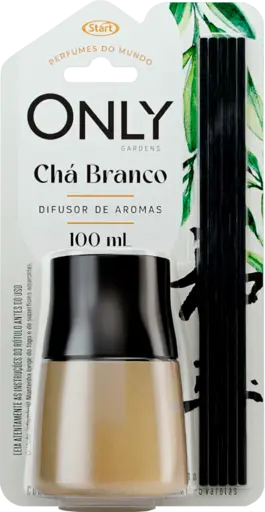 Start
PERFUMES DO MUNDO
ONLY
GARDENS
Chá Branco
DIFUSOR DE AROMAS
100 mL
LEIA ATENTAMENTE AS INSTRUÇÕES DO RÓTULO ANTES DO USO
varetas